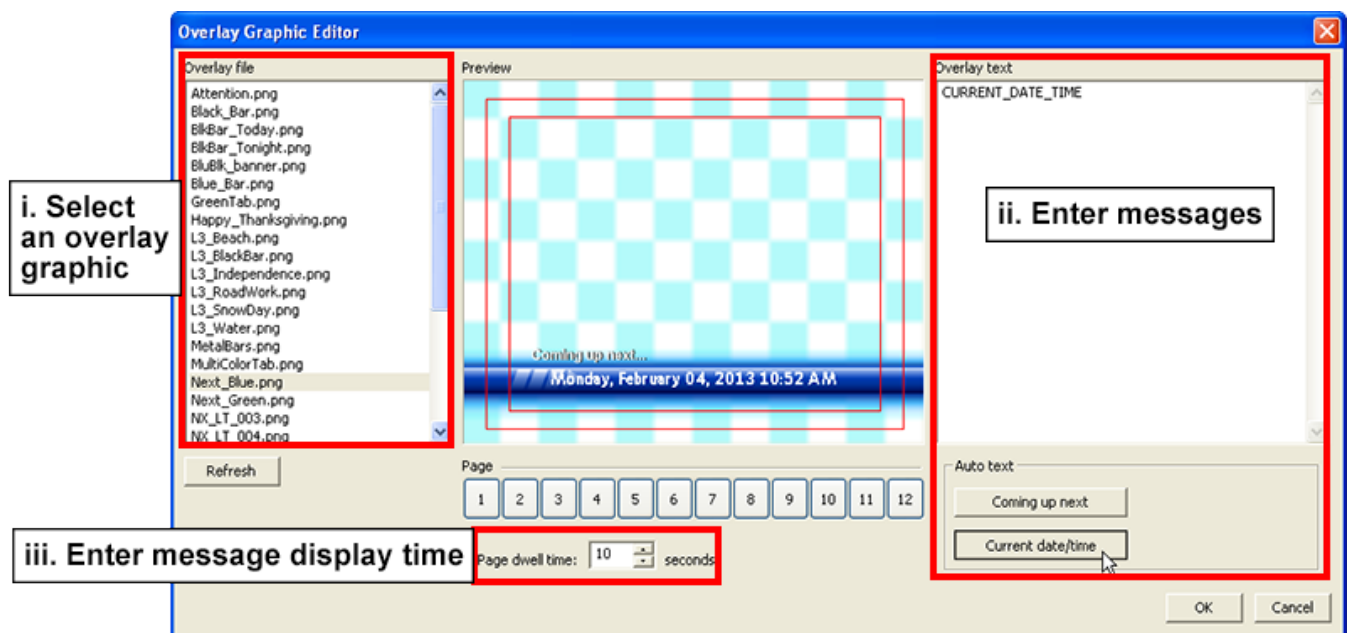 Overlay Graphic Editor
Overlay file
Attention.png
Black_Bar.png
BlkBar_Today.png
BlkBar_Tonight.png
BluBlk_banner.png
Blue_Bar.png
GreenTab.png
Happy_Thanksgiving.png
L3_Beach.png
L3_BlackBar.png
L3_Independence.png
L3_RoadWork.png
L3_SnowDay.png
L3_Water.png
MetalBars.png
MultiColorTab.png
Next_Blue.png
Next_Green.png
NX_LT_003.png
NX_LT_004.png
Refresh
i. Select
an overlay
graphic
Preview
Coming up next...
Monday, February 04, 2013 10:52 AM
Page
1 2 3 4 5 6 7 8 9 10 11 12
iii. Enter message display time
Page dwell time: 10 seconds
Overlay text
CURRENT_DATE_TIME
ii. Enter messages
Auto text
Coming up next
Current date/time
OK Cancel